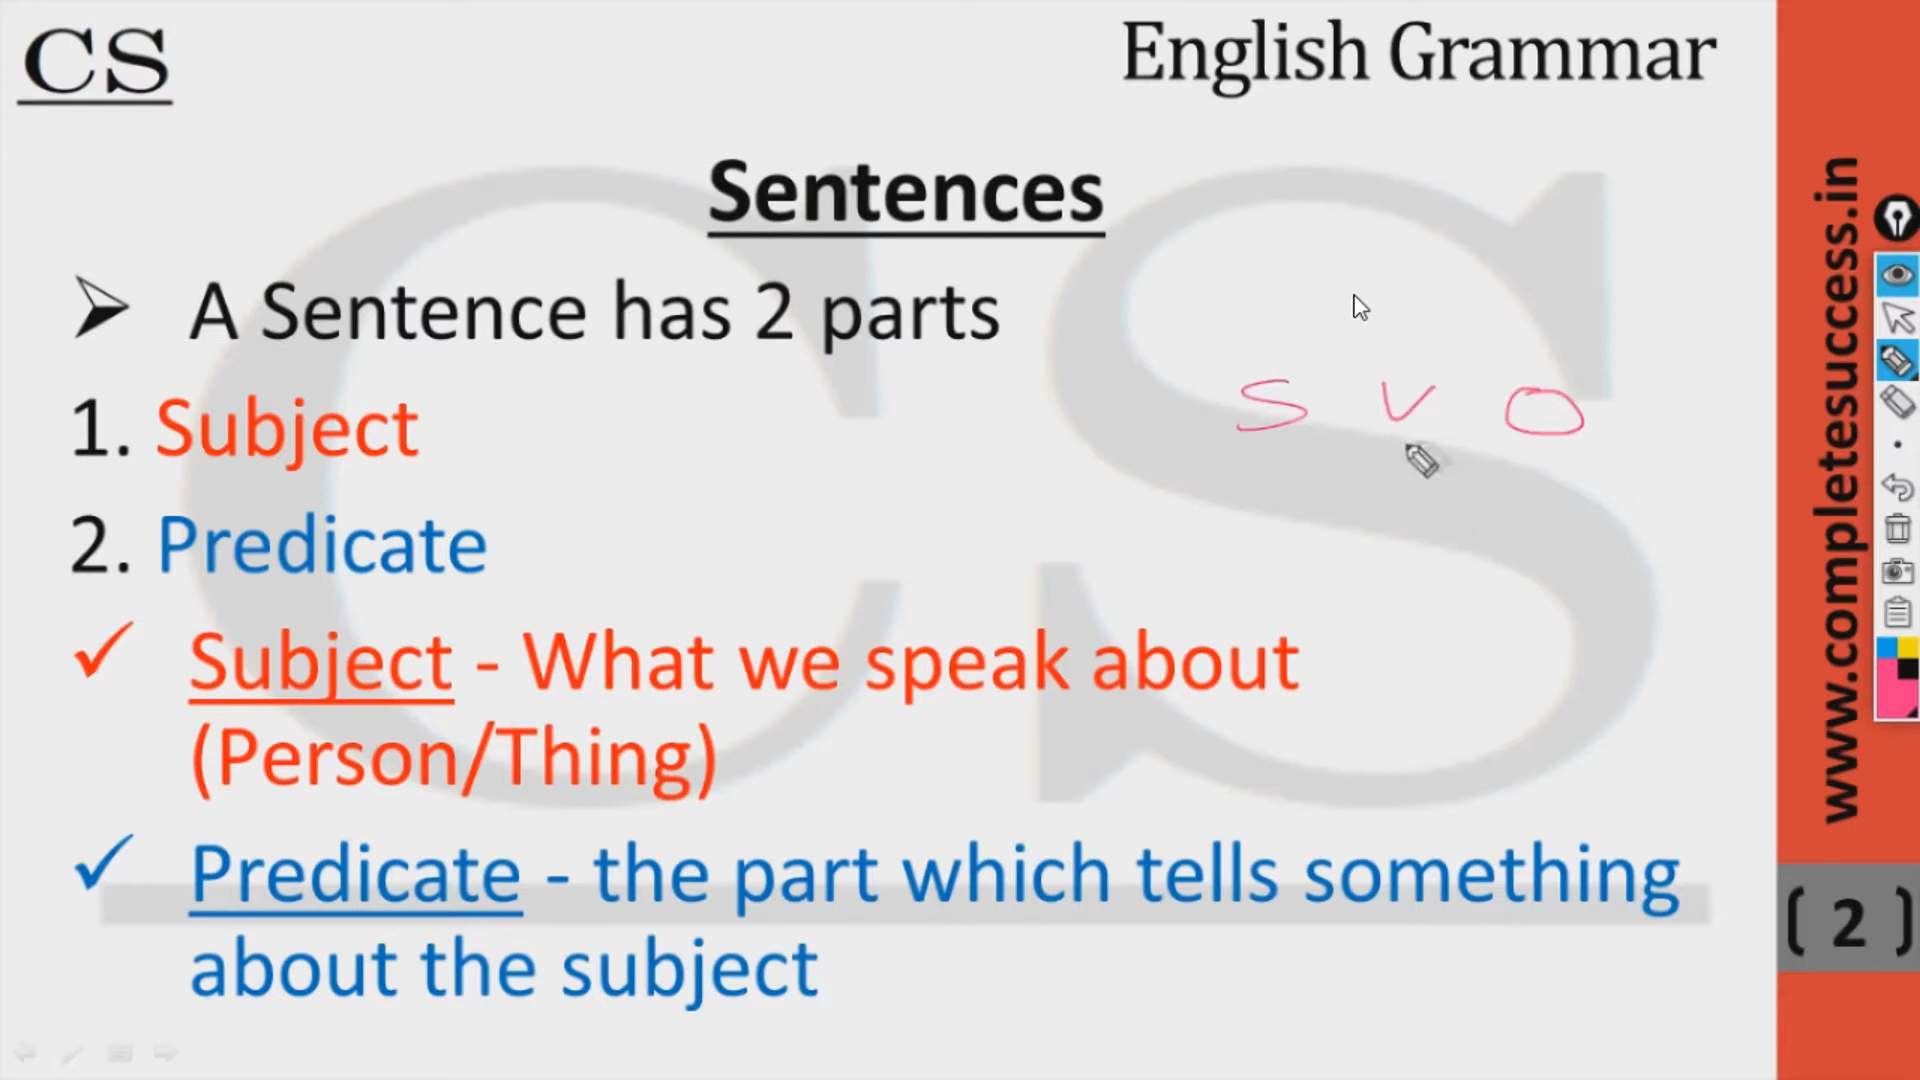 CS
English Grammar
Sentences
➢ A Sentence has 2 parts
1. Subject
S V O
2. Predicate
✓ Subject - What we speak about
(Person/Thing)
✓ Predicate - the part which tells something
about the subject
www.completesuccess.in
( 2 )